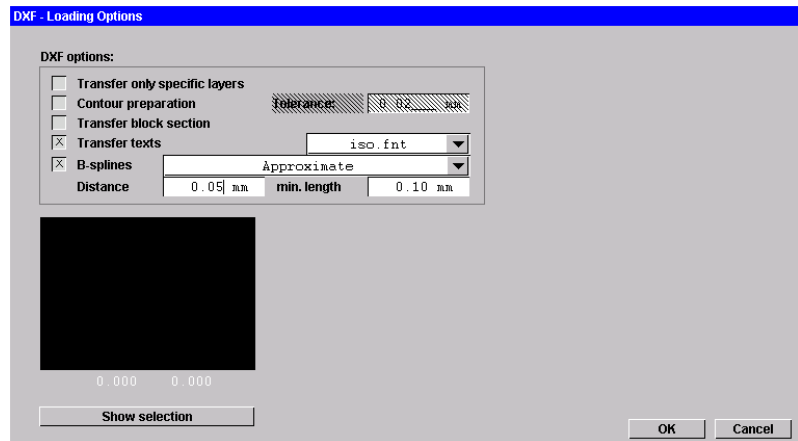 DXF - Loading Options
DXF options:
Transfer only specific layers
Contour preparation Tolerance: 0.02___ mm
Transfer block section
X Transfer texts iso.fnt
X B-splines Approximate
Distance 0.05 mm min. length 0.10 mm
0.000 0.000
Show selection
OK Cancel